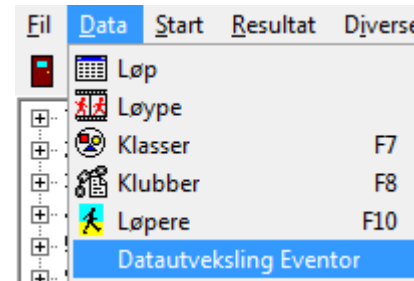 Fil Data Start Resultat Diverse
Løp
Løype
Klasser F7
Klubber F8
Løpere F10
Datautveksling Eventor